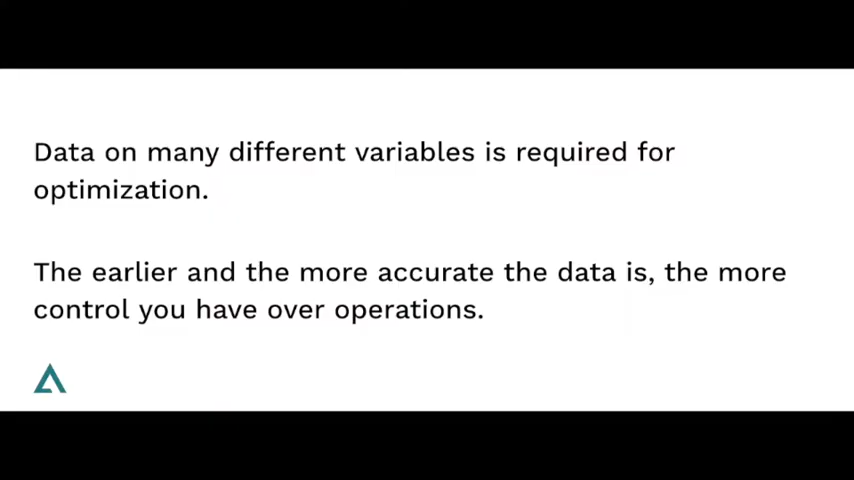 Data on many different variables is required for
optimization.
The earlier and the more accurate the data is, the more
control you have over operations.